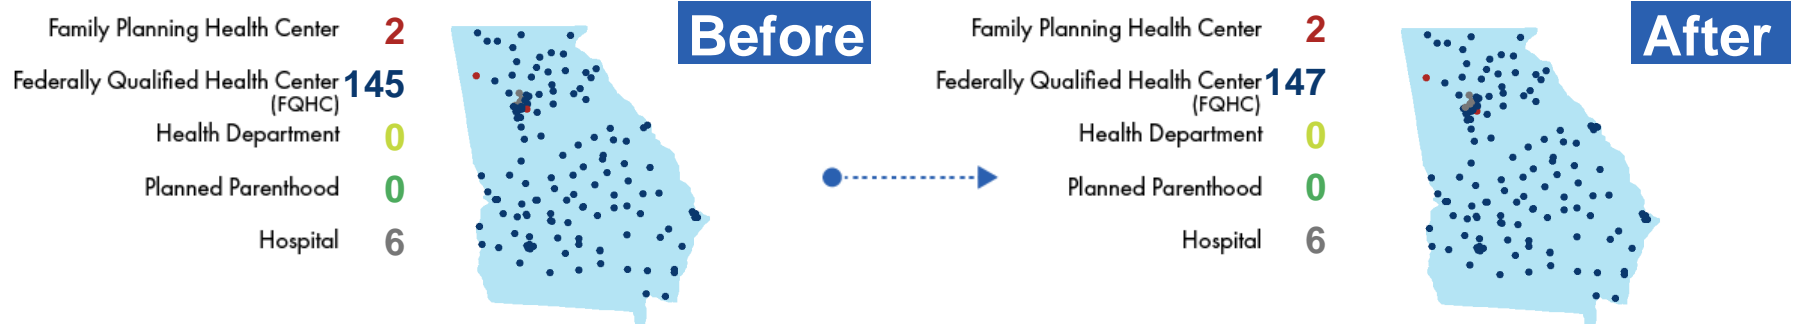 Before
Family Planning Health Center 2
Federally Qualified Health Center 145
(FQHC)
Health Department 0
Planned Parenthood 0
Hospital 6
After
Family Planning Health Center 2
Federally Qualified Health Center 147
(FQHC)
Health Department 0
Planned Parenthood 0
Hospital 6